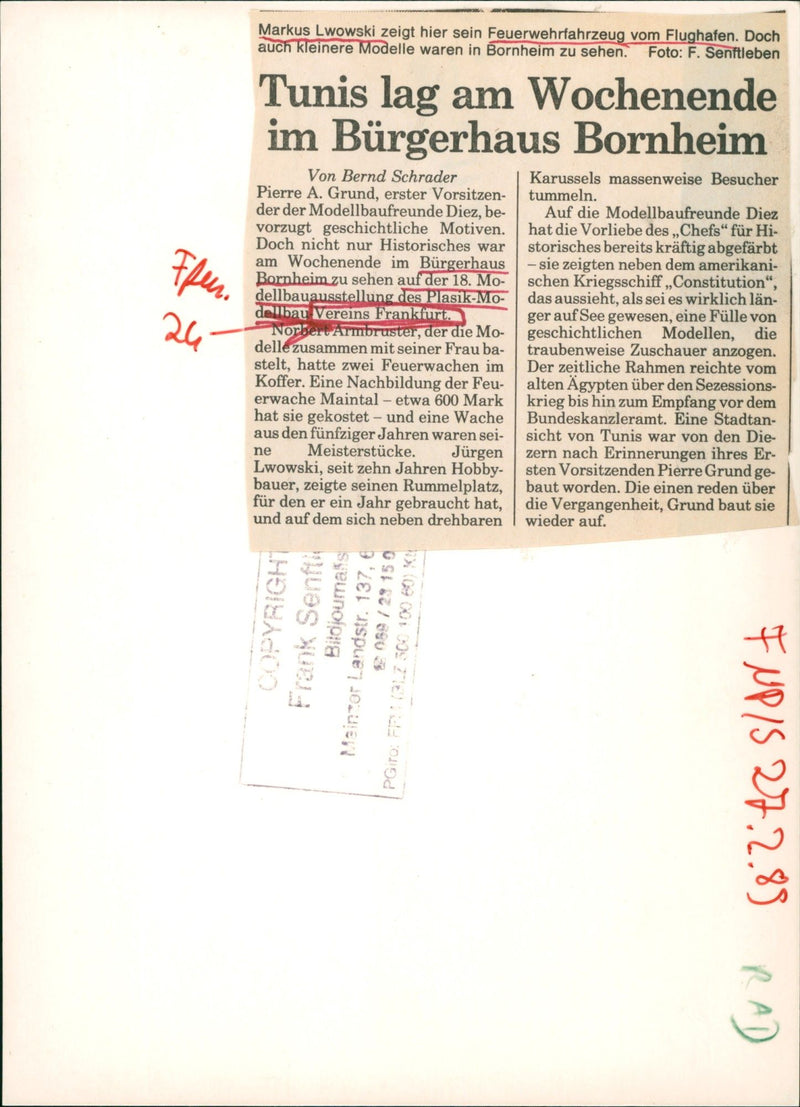 Markus Lwowski zeigt hier sein Feuerwehrfahrzeug vom Flughafen. Doch
auch kleinere Modelle waren in Bornheim zu sehen. Foto: F. Senftleben
Tunis lag am Wochenende
im Bürgerhaus Bornheim
Von Bernd Schrader
Pierre A. Grund, erster Vorsitzen-
der der Modellbaufreunde Diez, be-
vorzugt geschichtliche Motiven.
Doch nicht nur Historisches war
am Wochenende im Bürgerhaus
Bornheim zu sehen auf der 18. Mo-
dellbauausstellung des Plasik-Mo-
dellbau Vereins Frankfurt.
Norbert Armbruster, der die Mo-
delle zusammen mit seiner Frau ba-
stelt, hatte zwei Feuerwachen im
Koffer. Eine Nachbildung der Feu-
erwache Maintal – etwa 600 Mark
hat sie gekostet – und eine Wache
aus den fünfziger Jahren waren sei-
ne Meisterstücke. Jürgen
Lwowski, seit zehn Jahren Hobby-
bauer, zeigte seinen Rummelplatz,
für den er ein Jahr gebraucht hat,
und auf dem sich neben drehbaren
Karussels massenweise Besucher
tummeln.
Auf die Modellbaufreunde Diez
hat die Vorliebe des „Chefs“ für Hi-
storisches bereits kräftig abgefärbt
– sie zeigten neben dem amerikani-
schen Kriegsschiff „Constitution“,
das aussieht, als sei es wirklich län-
ger auf See gewesen, eine Fülle von
geschichtlichen Modellen, die
traubenweise Zuschauer anzogen.
Der zeitliche Rahmen reichte vom
alten Ägypten über den Sezessions-
krieg bis hin zum Empfang vor dem
Bundeskanzleramt. Eine Stadtan-
sicht von Tunis war von den Die-
zern nach Erinnerungen ihres Er-
sten Vorsitzenden Pierre Grund ge-
baut worden. Die einen reden über
die Vergangenheit, Grund baut sie
wieder auf.
24
COPYRIGHT
Frank Senftl
Bildjournalis
Mainzer Landstr. 137, 6
069 / 23 15 0
PGiro: FFM
FNP/S 27.2.89
RAD